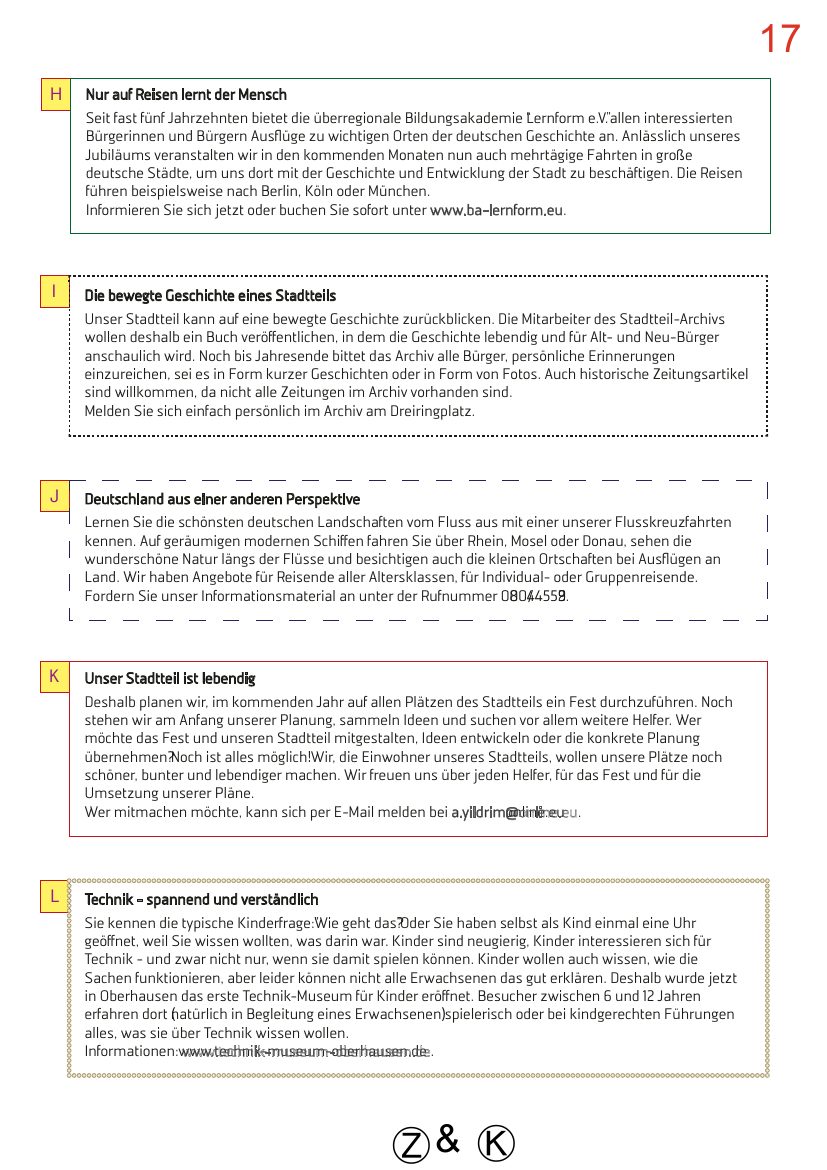 17
H
Nur auf Reisen lernt der Mensch
Seit fast fünf Jahrzehnten bietet die überregionale Bildungsakademie "Lernform e.V." allen interessierten
Bürgerinnen und Bürgern Ausflüge zu wichtigen Orten der deutschen Geschichte an. Anlässlich unseres
Jubiläums veranstalten wir in den kommenden Monaten nun auch mehrtägige Fahrten in große
deutsche Städte, um uns dort mit der Geschichte und Entwicklung der Stadt zu beschäftigen. Die Reisen
führen beispielsweise nach Berlin, Köln oder München.
Informieren Sie sich jetzt oder buchen Sie sofort unter www.ba-lernform.eu.
I
Die bewegte Geschichte eines Stadtteils
Unser Stadtteil kann auf eine bewegte Geschichte zurückblicken. Die Mitarbeiter des Stadtteil-Archivs
wollen deshalb ein Buch veröffentlichen, in dem die Geschichte lebendig und für Alt- und Neu-Bürger
anschaulich wird. Noch bis Jahresende bittet das Archiv alle Bürger, persönliche Erinnerungen
einzureichen, sei es in Form kurzer Geschichten oder in Form von Fotos. Auch historische Zeitungsartikel
sind willkommen, da nicht alle Zeitungen im Archiv vorhanden sind.
Melden Sie sich einfach persönlich im Archiv am Dreiringplatz.
J
Deutschland aus einer anderen Perspektive
Lernen Sie die schönsten deutschen Landschaften vom Fluss aus mit einer unserer Flusskreuzfahrten
kennen. Auf geräumigen modernen Schiffen fahren Sie über Rhein, Mosel oder Donau, sehen die
wunderschöne Natur längs der Flüsse und besichtigen auch die kleinen Ortschaften bei Ausflügen an
Land. Wir haben Angebote für Reisende aller Altersklassen, für Individual- oder Gruppenreisende.
Fordern Sie unser Informationsmaterial an unter der Rufnummer
K
Unser Stadtteil ist lebendig
Deshalb planen wir, im kommenden Jahr auf allen Plätzen des Stadtteils ein Fest durchzuführen. Noch
stehen wir am Anfang unserer Planung, sammeln Ideen und suchen vor allem weitere Helfer. Wer
möchte das Fest und unseren Stadtteil mitgestalten, Ideen entwickeln oder die konkrete Planung
übernehmen? Noch ist alles möglich! Wir, die Einwohner unseres Stadtteils, wollen unsere Plätze noch
schöner, bunter und lebendiger machen. Wir freuen uns über jeden Helfer, für das Fest und für die
Umsetzung unserer Pläne.
Wer mitmachen möchte, kann sich per E-Mail melden bei
L
Technik - spannend und verständlich
Sie kennen die typische Kinderfrage: Wie geht das? Oder Sie haben selbst als Kind einmal eine Uhr
geöffnet, weil Sie wissen wollten, was darin war. Kinder sind neugierig, Kinder interessieren sich für
Technik - und zwar nicht nur, wenn sie damit spielen können. Kinder wollen auch wissen, wie die
Sachen funktionieren, aber leider können nicht alle Erwachsenen das gut erklären. Deshalb wurde jetzt
in Oberhausen das erste Technik-Museum für Kinder eröffnet. Besucher zwischen 6 und 12 Jahren
erfahren dort (natürlich in Begleitung eines Erwachsenen) spielerisch oder bei kindgerechten Führungen
alles, was sie über Technik wissen wollen.
Informationen: www.technik-museum-oberhausen.de.
Z & K